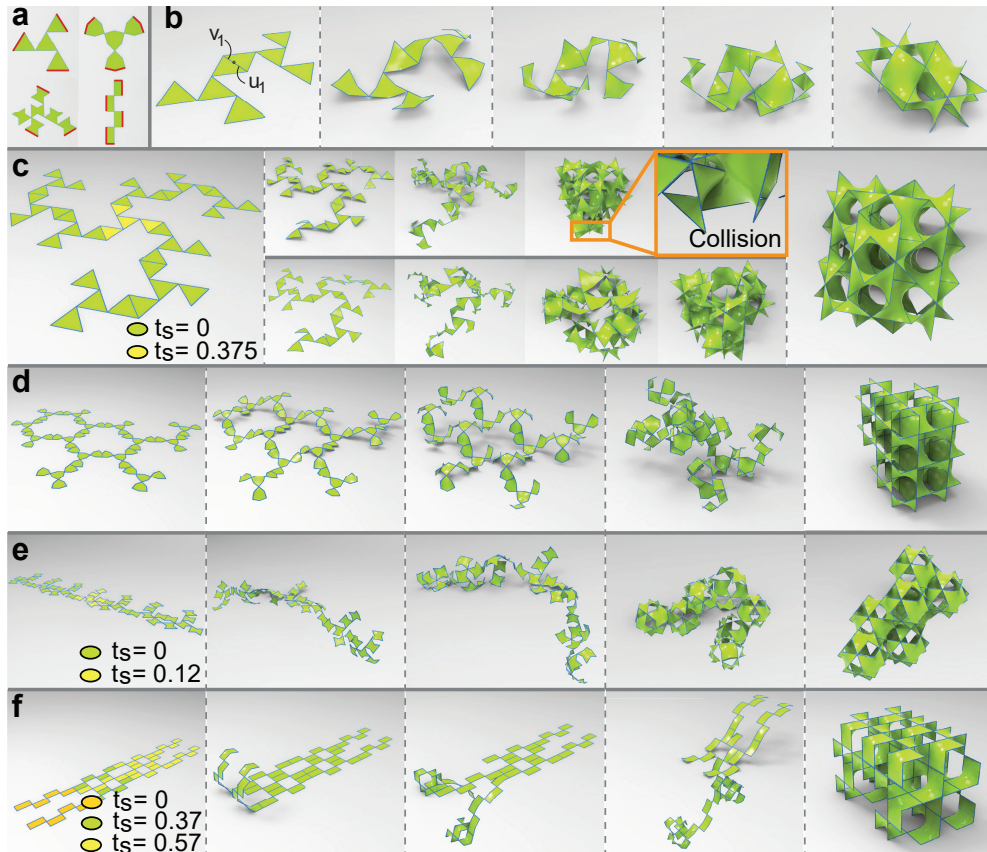 a
b
v1
u1
c
Collision
ts= 0
ts= 0.375
d
e
ts= 0
ts= 0.12
f
ts= 0
ts= 0.37
ts= 0.57